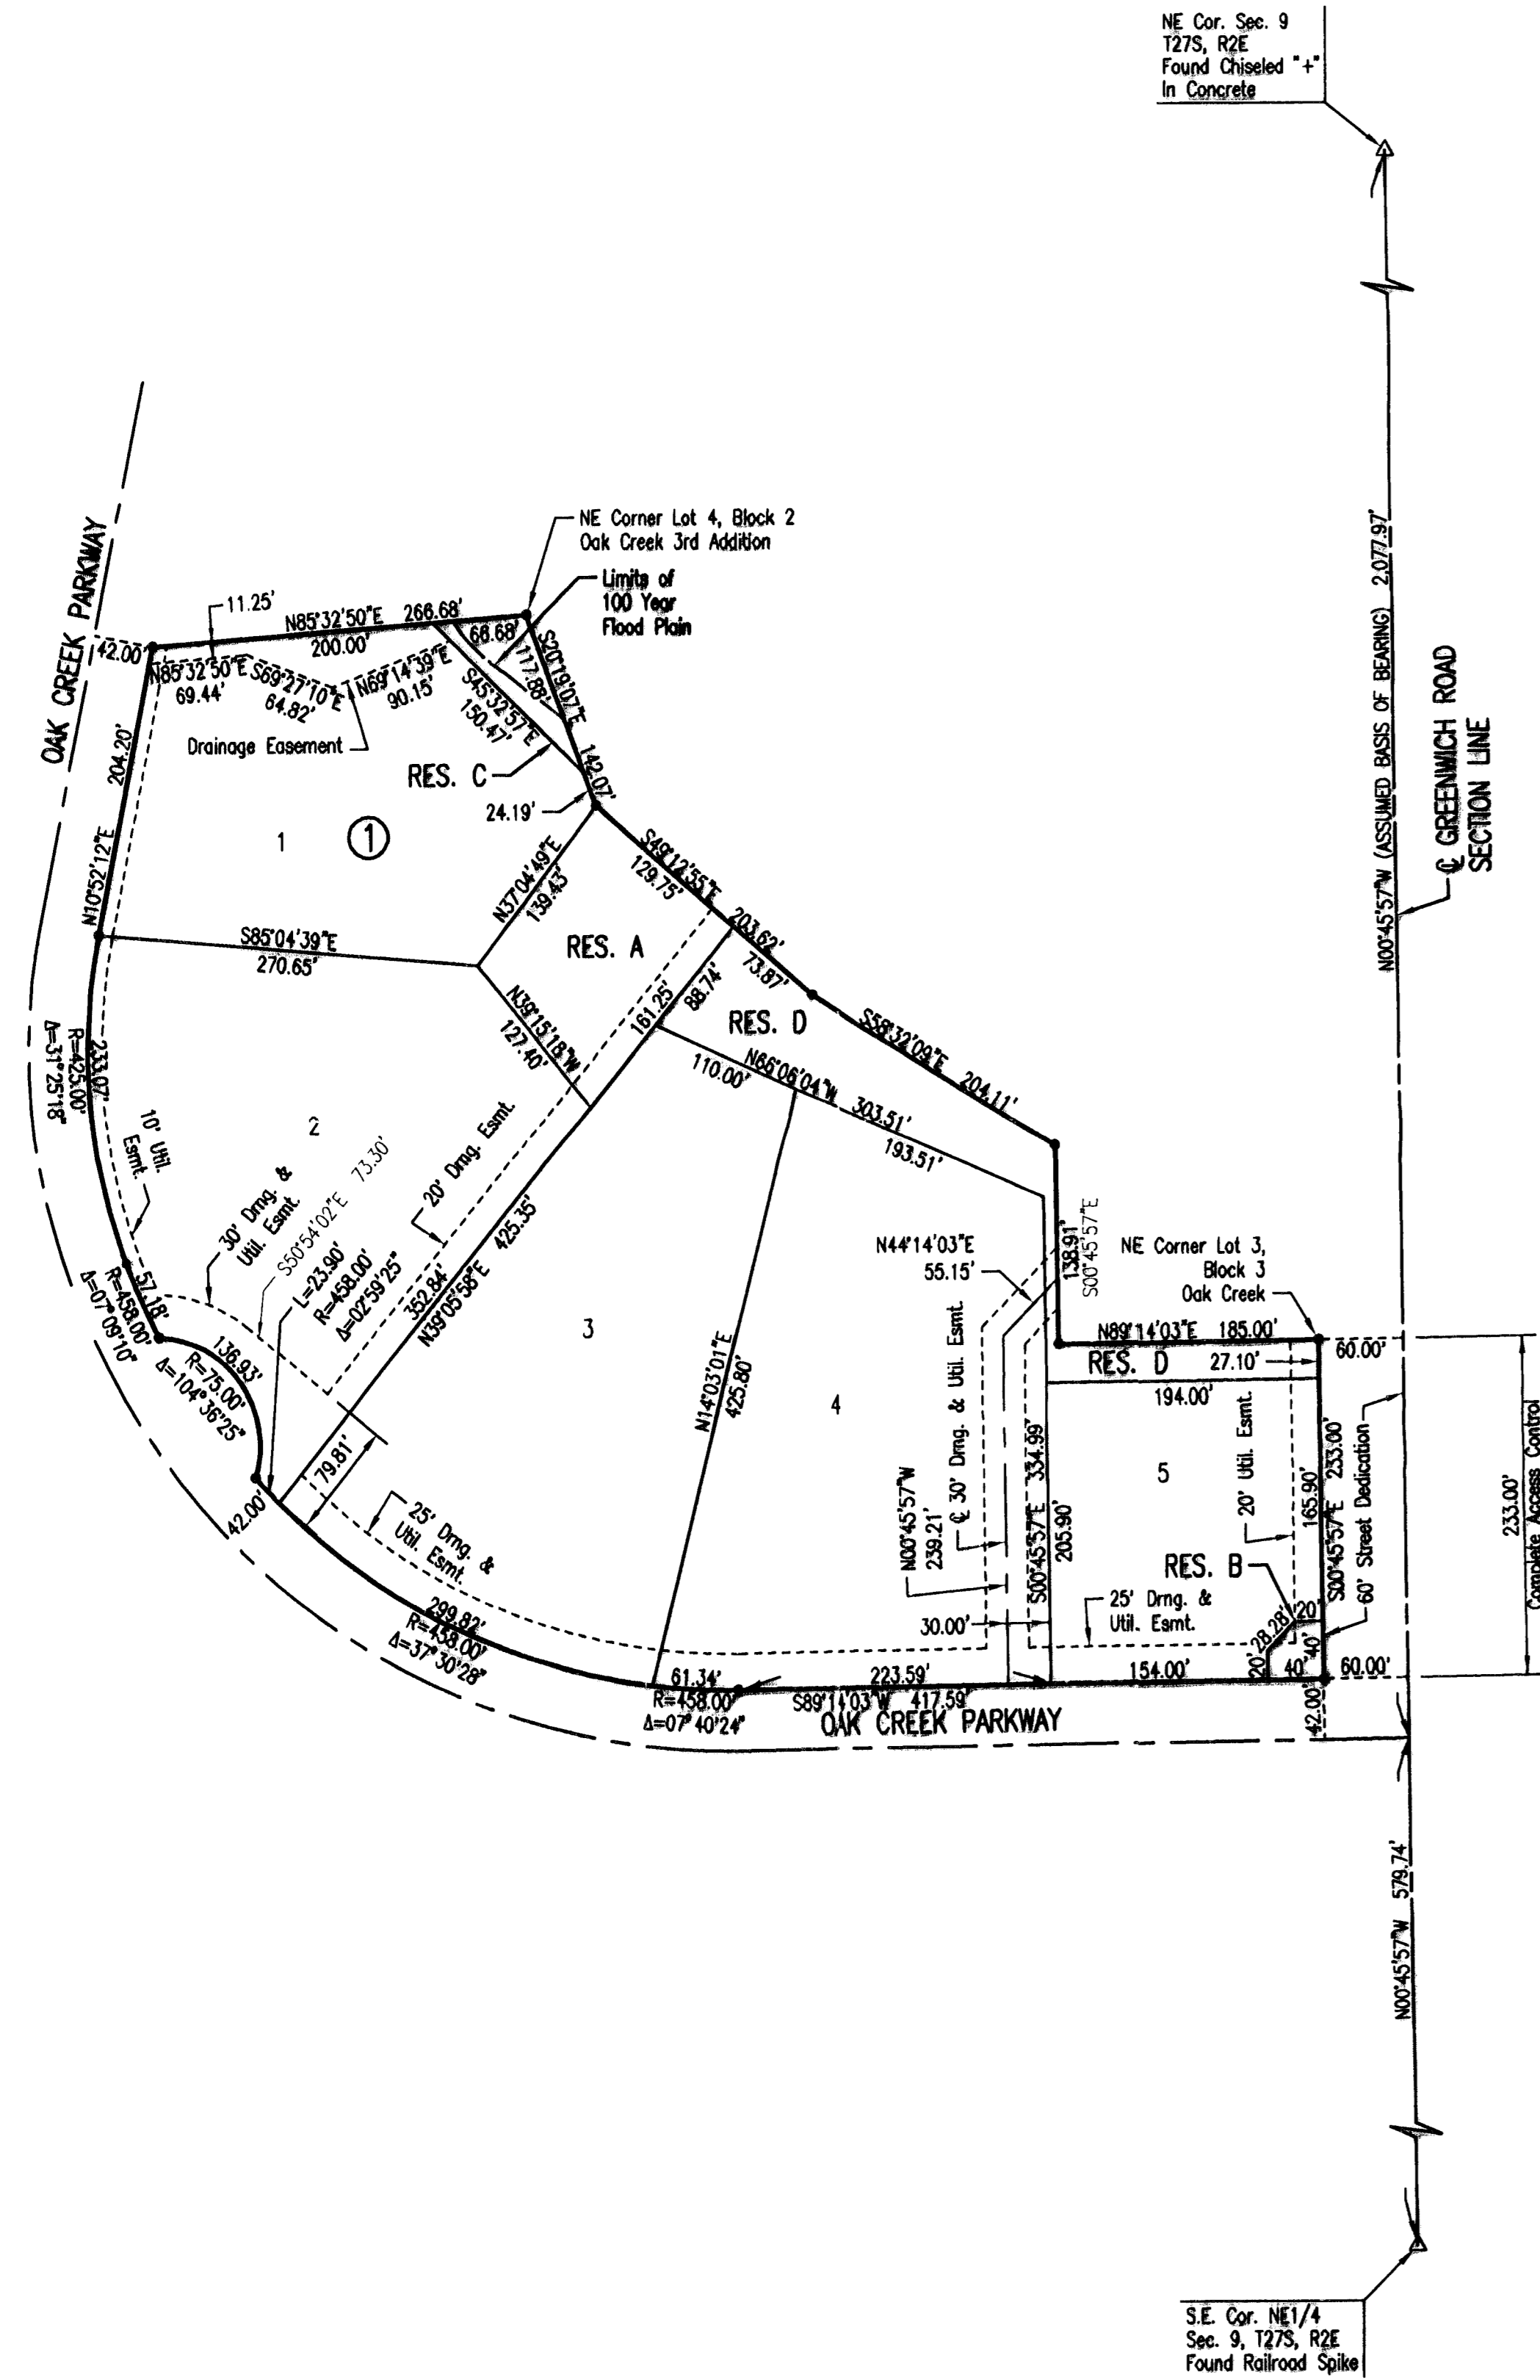 NE Cor. Sec. 9
T27S, R2E
Found Chiseled "+"
In Concrete
N00°45'57"W (ASSUMED BASIS OF BEARING) 2,077.97'
℄ GREENWICH ROAD
SECTION LINE
NE Corner Lot 4, Block 2
Oak Creek 3rd Addition
Limits of
100 Year
Flood Plain
OAK CREEK PARKWAY
42.00'
11.25'
N85°32'50"E 266.68'
200.00'
66.68'
N85°32'50"E
69.44'
S69°27'10"E
64.82'
N69°14'39"E
90.15'
Drainage Easement
S20°19'07"E
117.88'
142.07'
S45°32'57"E
150.47'
RES. C
24.19'
204.20'
N10°52'12"E
1
1
S85°04'39"E
270.65'
N37°04'49"E
139.43'
RES. A
S49°12'55"E
129.75'
203.62'
73.87'
N39°15'18"W
127.40'
161.25'
88.74'
RES. D
S58°32'09"E 204.11'
N66°06'04"W 303.51'
110.00'
193.51'
233.07'
R=425.00'
Δ=31°25'18"
2
10' Util.
Esmt.
30' Drng. &
Util. Esmt.
S50°54'02"E 73.30'
L=23.90'
R=458.00'
Δ=02°59'25"
20' Drng. Esmt.
425.35'
352.84'
N39°05'58"E
57.18'
R=458.00'
Δ=07°09'10"
136.93'
R=75.00'
Δ=104°36'25"
3
N14°03'01"E
425.80'
4
N44°14'03"E
55.15'
138.91'
S00°45'57"E
NE Corner Lot 3,
Block 3
Oak Creek
N89°14'03"E 185.00'
60.00'
RES. D
27.10'
194.00'
5
℄ 30' Drng. & Util. Esmt.
N00°45'57"W
239.21'
S00°45'57"E 334.99'
205.90'
20' Util. Esmt.
165.90'
S00°45'57"E 233.00'
60' Street Dedication
233.00'
Complete Access Control
79.81'
42.00'
25' Drng. &
Util. Esmt.
299.82'
R=458.00'
Δ=37°30'28"
30.00'
25' Drng. &
Util. Esmt.
RES. B
28.28'
20'
40'
20'
40'
60.00'
61.34'
R=458.00'
Δ=07°40'24"
223.59'
154.00'
S89°14'03"W 417.59'
OAK CREEK PARKWAY
42.00'
N00°45'57"W 579.74'
S.E. Cor. NE1/4
Sec. 9, T27S, R2E
Found Railroad Spike